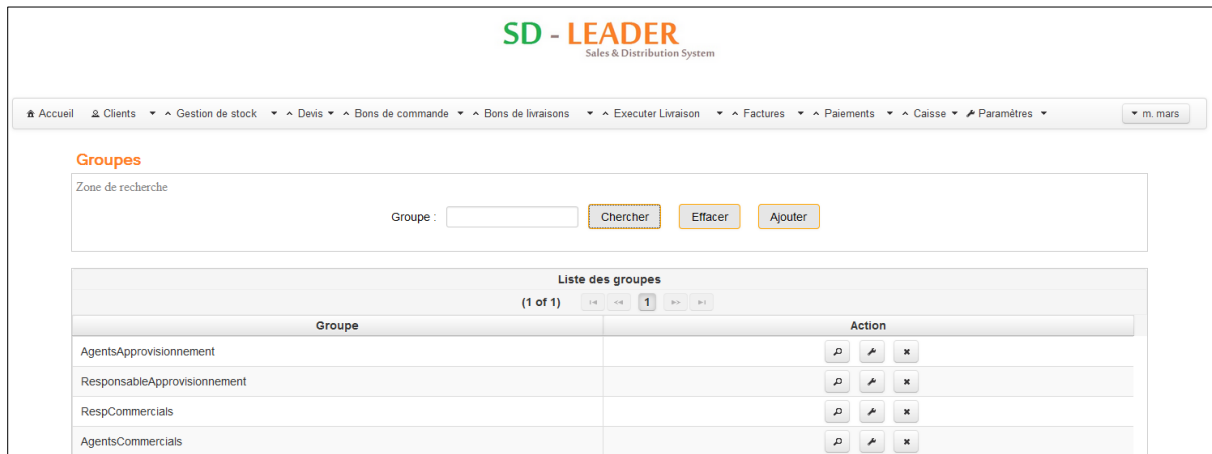 SD - LEADER
Sales & Distribution System
Accueil Clients Gestion de stock Devis Bons de commande Bons de livraisons Executer Livraison Factures Paiements Caisse Paramètres m. mars
Groupes
Zone de recherche
Groupe : Chercher Effacer Ajouter
Liste des groupes
(1 of 1) 1
Groupe Action
AgentsApprovisionnement
ResponsableApprovisionnement
RespCommercials
AgentsCommercials